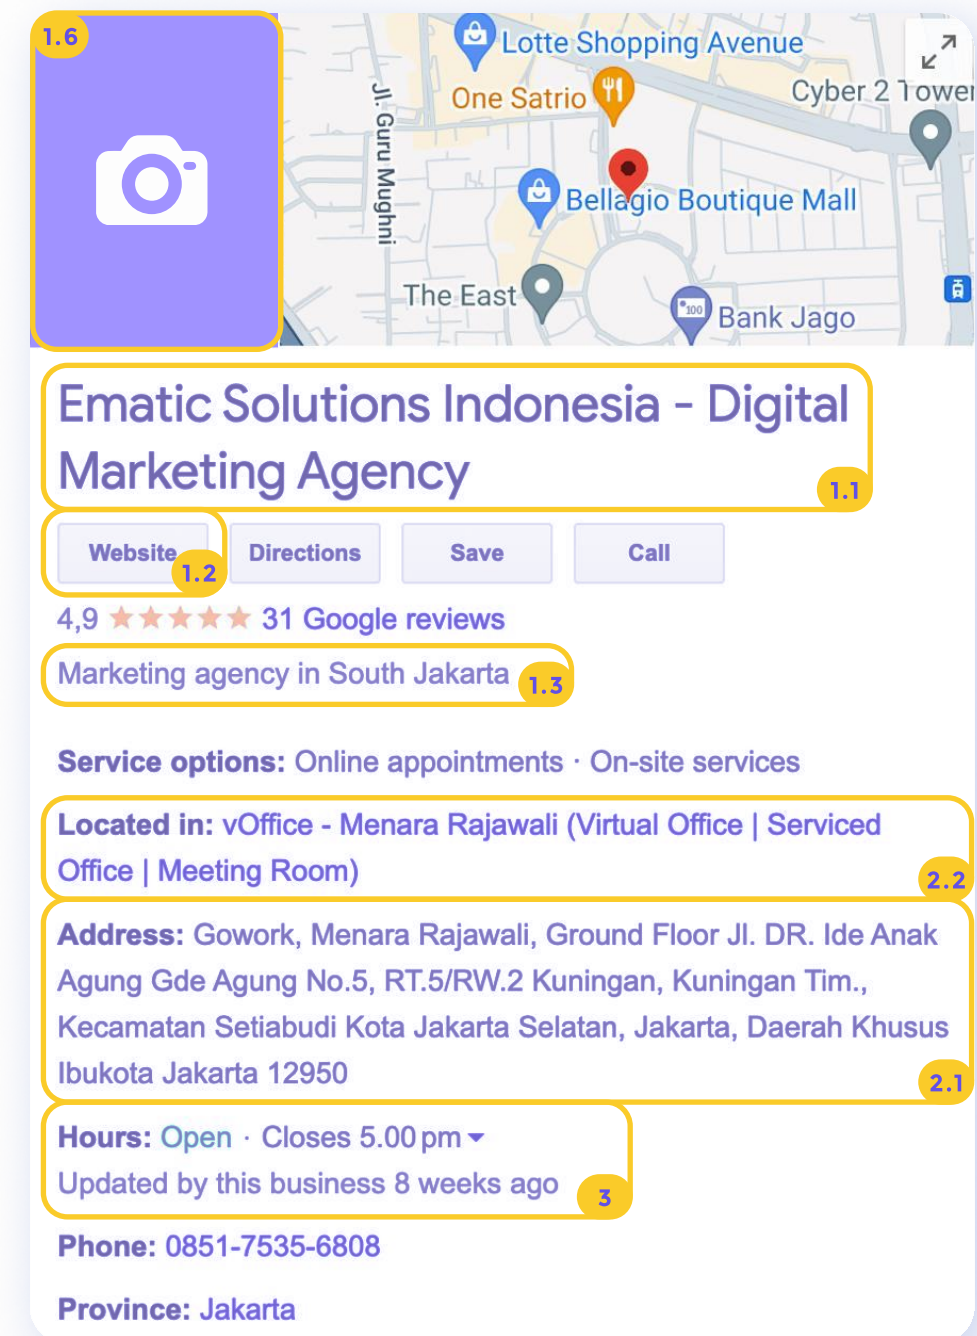 1.6
Lotte Shopping Avenue
One Satrio
Cyber 2 Tower
Jl. Guru Mughni
Bellagio Boutique Mall
The East
100
Bank Jago
Ematic Solutions Indonesia - Digital
Marketing Agency
1.1
Website
1.2
Directions
Save
Call
4,9 ★★★★★ 31 Google reviews
Marketing agency in South Jakarta
1.3
Service options: Online appointments · On-site services
Located in: vOffice - Menara Rajawali (Virtual Office | Serviced
Office | Meeting Room)
2.2
Address: Gowork, Menara Rajawali, Ground Floor Jl. DR. Ide Anak
Agung Gde Agung No.5, RT.5/RW.2 Kuningan, Kuningan Tim.,
Kecamatan Setiabudi Kota Jakarta Selatan, Jakarta, Daerah Khusus
Ibukota Jakarta 12950
2.1
Hours: Open · Closes 5.00 pm
Updated by this business 8 weeks ago
3
Phone: 0851-7535-6808
Province: Jakarta